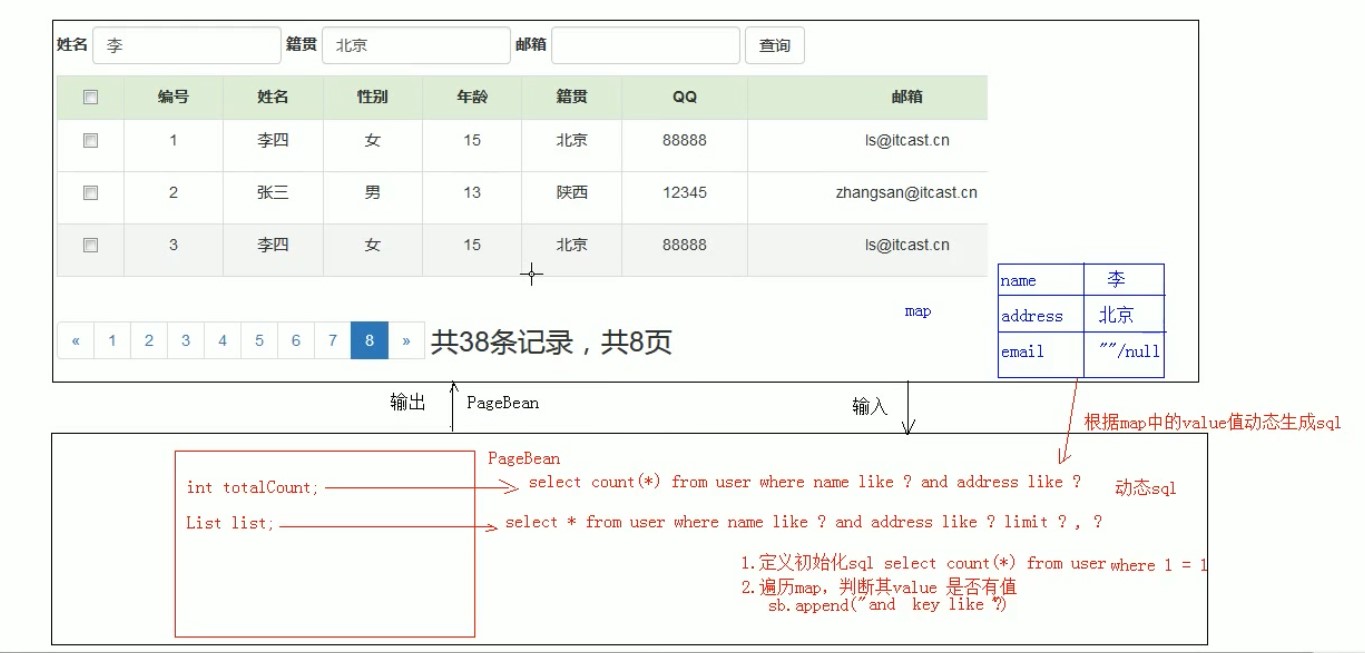 姓名 李 籍贯 北京 邮箱 查询
编号 姓名 性别 年龄 籍贯 QQ 邮箱
1 李四 女 15 北京 88888 ls@itcast.cn
2 张三 男 13 陕西 12345 zhangsan@itcast.cn
3 李四 女 15 北京 88888 ls@itcast.cn
« 1 2 3 4 5 6 7 8 » 共38条记录，共8页
map
name 李
address 北京
email ""/null
输出 PageBean
输入
根据map中的value值动态生成sql
PageBean
int totalCount; select count(*) from user where name like ? and address like ?
动态sql
List list; select * from user where name like ? and address like ? limit ? , ?
1.定义初始化sql select count(*) from user where 1 = 1
2.遍历map，判断其value 是否有值
sb.append("and key like ?")